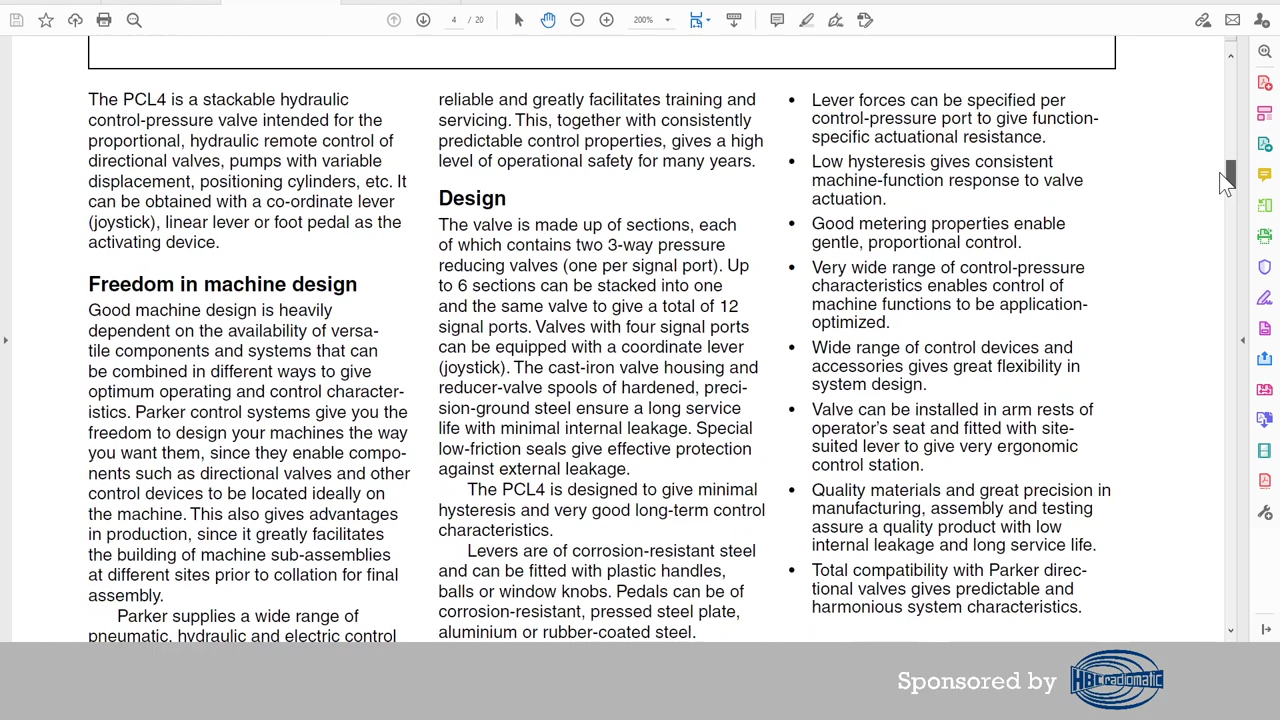 4 / 20
200%
The PCL4 is a stackable hydraulic
control-pressure valve intended for the
proportional, hydraulic remote control of
directional valves, pumps with variable
displacement, positioning cylinders, etc. It
can be obtained with a co-ordinate lever
(joystick), linear lever or foot pedal as the
activating device.
Freedom in machine design
Good machine design is heavily
dependent on the availability of versa-
tile components and systems that can
be combined in different ways to give
optimum operating and control character-
istics. Parker control systems give you the
freedom to design your machines the way
you want them, since they enable compo-
nents such as directional valves and other
control devices to be located ideally on
the machine. This also gives advantages
in production, since it greatly facilitates
the building of machine sub-assemblies
at different sites prior to collation for final
assembly.
Parker supplies a wide range of
pneumatic, hydraulic and electric control
reliable and greatly facilitates training and
servicing. This, together with consistently
predictable control properties, gives a high
level of operational safety for many years.
Design
The valve is made up of sections, each
of which contains two 3-way pressure
reducing valves (one per signal port). Up
to 6 sections can be stacked into one
and the same valve to give a total of 12
signal ports. Valves with four signal ports
can be equipped with a coordinate lever
(joystick). The cast-iron valve housing and
reducer-valve spools of hardened, preci-
sion-ground steel ensure a long service
life with minimal internal leakage. Special
low-friction seals give effective protection
against external leakage.
The PCL4 is designed to give minimal
hysteresis and very good long-term control
characteristics.
Levers are of corrosion-resistant steel
and can be fitted with plastic handles,
balls or window knobs. Pedals can be of
corrosion-resistant, pressed steel plate,
aluminium or rubber-coated steel.
• Lever forces can be specified per
control-pressure port to give function-
specific actuational resistance.
• Low hysteresis gives consistent
machine-function response to valve
actuation.
• Good metering properties enable
gentle, proportional control.
• Very wide range of control-pressure
characteristics enables control of
machine functions to be application-
optimized.
• Wide range of control devices and
accessories gives great flexibility in
system design.
• Valve can be installed in arm rests of
operator's seat and fitted with site-
suited lever to give very ergonomic
control station.
• Quality materials and great precision in
manufacturing, assembly and testing
assure a quality product with low
internal leakage and long service life.
• Total compatibility with Parker direc-
tional valves gives predictable and
harmonious system characteristics.
Sponsored by
HBC radiomatic